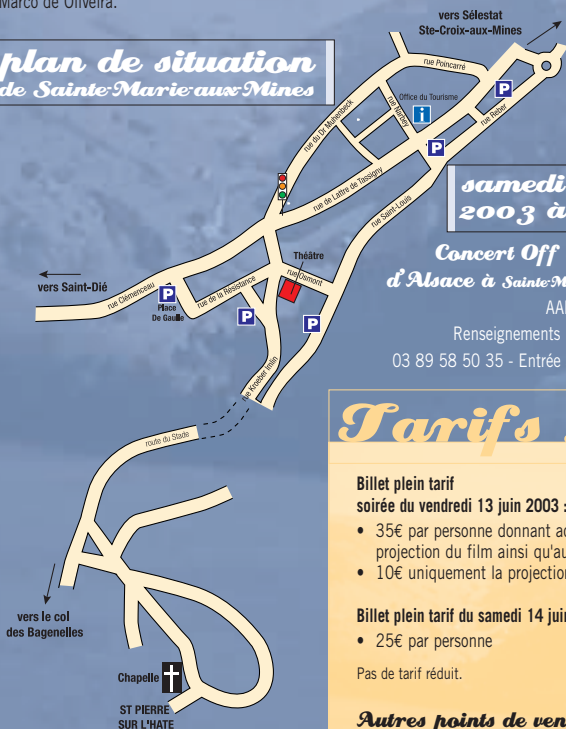 Marco de Oliveira.
plan de situation
de Sainte-Marie-aux-Mines
vers Sélestat
Ste-Croix-aux-Mines
rue Poincarré
rue du Dr Muhenbeck
rue Narrley
Office du Tourisme
i
P
rue Reber
P
rue de Lattre de Tassigny
rue Saint-Louis
samedi
2003 à
Concert Off
d'Alsace à Sainte-M
AAI
Renseignements
03 89 58 50 35 - Entrée
vers Saint-Dié
rue Clémenceau
P
Place
De Gaulle
rue de la Résistance
Théâtre
rue Osmont
P
P
rue Kroeber Imlin
route du Stade
vers le col
des Bagenelles
Chapelle
ST PIERRE
SUR L'HATE
Tarifs
Billet plein tarif
soirée du vendredi 13 juin 2003 :
• 35€ par personne donnant ac
projection du film ainsi qu'au
• 10€ uniquement la projection
Billet plein tarif du samedi 14 juin
• 25€ par personne
Pas de tarif réduit.
Autres points de ven